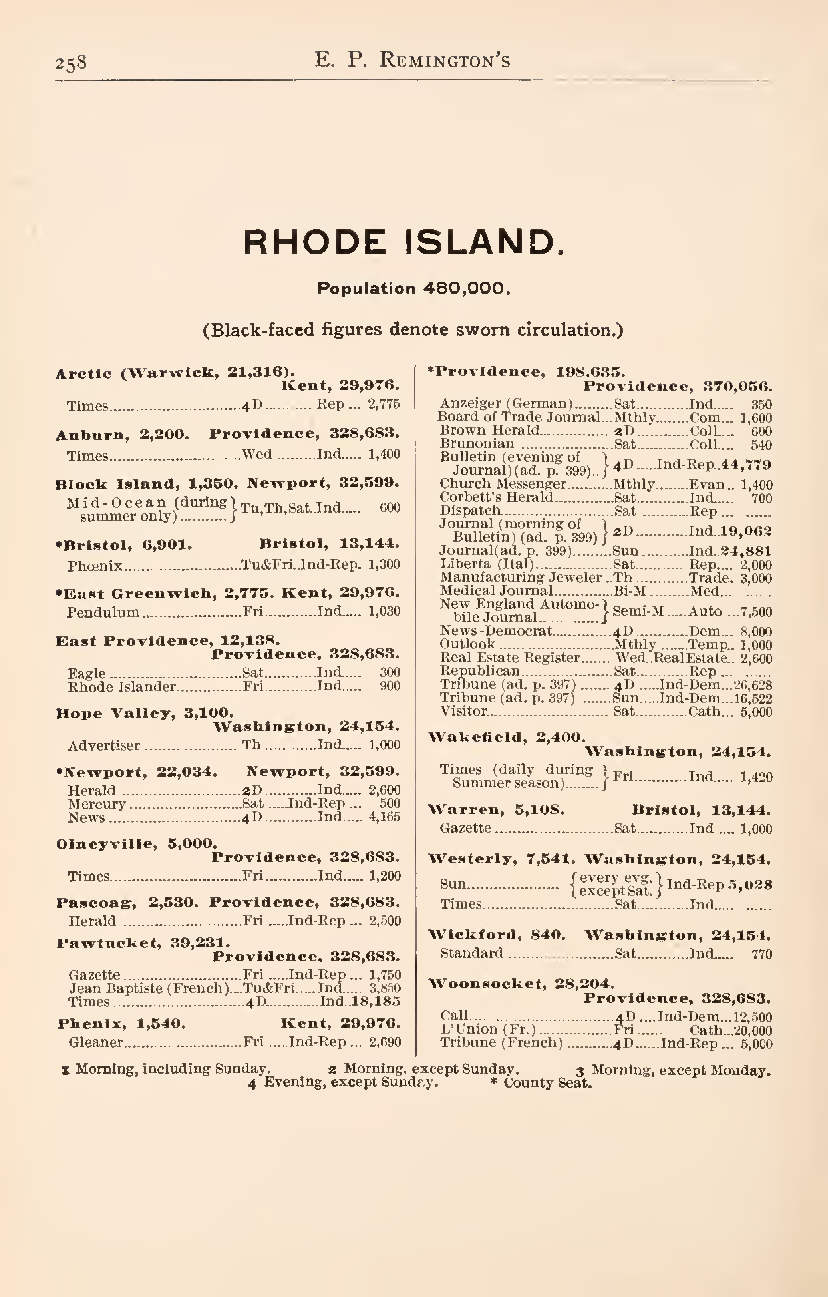 258 E. P. Remington's
RHODE ISLAND.
Population 480,000.
(Black-faced figures denote sworn circulation.)
Arctic (Warwick, 21,316).
Kent, 29,976.
Times 4D Rep 2,775
Auburn, 2,200. Providence, 328,683.
Times Wed Ind 1,400
Block Island, 1,350. Newport, 32,599.
Mid-Ocean (during
summer only) } Tu,Th,Sat. Ind 600
*Bristol, 6,901. Bristol, 13,144.
Phœnix Tu&Fri. Ind-Rep. 1,300
*East Greenwich, 2,775. Kent, 29,976.
Pendulum Fri Ind 1,030
East Providence, 12,138.
Providence, 328,683.
Eagle Sat Ind 300
Rhode Islander Fri Ind 900
Hope Valley, 3,100.
Washington, 24,154.
Advertiser Th Ind 1,000
*Newport, 22,034. Newport, 32,599.
Herald 2D Ind 2,600
Mercury Sat Ind-Rep 500
News 4D Ind 4,165
Olneyville, 5,000.
Providence, 328,683.
Times Fri Ind 1,200
Pascoag, 2,530. Providence, 328,683.
Herald Fri Ind-Rep 2,500
Pawtucket, 39,231.
Providence, 328,683.
Gazette Fri Ind-Rep 1,750
Jean Baptiste (French) Tu&Fri Ind 3,850
Times 4D Ind 18,185
Phenix, 1,540. Kent, 29,976.
Gleaner Fri Ind-Rep 2,690
*Providence, 198,635.
Providence, 370,056.
Anzeiger (German) Sat Ind 350
Board of Trade Journal Mthly Com 1,600
Brown Herald 2D Coll 600
Brunonian Sat Coll 540
Bulletin (evening of
Journal) (ad. p. 399) } 4D Ind-Rep 44,779
Church Messenger Mthly Evan 1,400
Corbett's Herald Sat Ind 700
Dispatch Sat Rep
Journal (morning of
Bulletin) (ad. p. 399) } 2D Ind 19,062
Journal (ad. p. 399) Sun Ind 24,881
Liberta (Ital) Sat Rep 2,000
Manufacturing Jeweler Th Trade. 3,000
Medical Journal Bi-M Med
New England Automo-
bile Journal } Semi-M Auto 7,500
News-Democrat 4D Dem 8,000
Outlook Mthly Temp 1,000
Real Estate Register Wed. RealEstate 2,600
Republican Sat Rep
Tribune (ad. p. 397) 4D Ind-Dem 26,628
Tribune (ad. p. 397) Sun Ind-Dem 16,522
Visitor Sat Cath 5,000
Wakefield, 2,400.
Washington, 24,154.
Times (daily during
Summer season) } Fri Ind 1,420
Warren, 5,108. Bristol, 13,144.
Gazette Sat Ind 1,000
Westerly, 7,541. Washington, 24,154.
Sun { every evg. except Sat. } Ind-Rep 5,028
Times Sat Ind
Wickford, 840. Washington, 24,154.
Standard Sat Ind 770
Woonsocket, 28,204.
Providence, 328,683.
Call 4D Ind-Dem 12,500
L'Union (Fr.) Fri Cath 20,000
Tribune (French) 4D Ind-Rep 5,000
1 Morning, including Sunday. 2 Morning, except Sunday. 3 Morning, except Monday.
4 Evening, except Sunday. * County Seat.